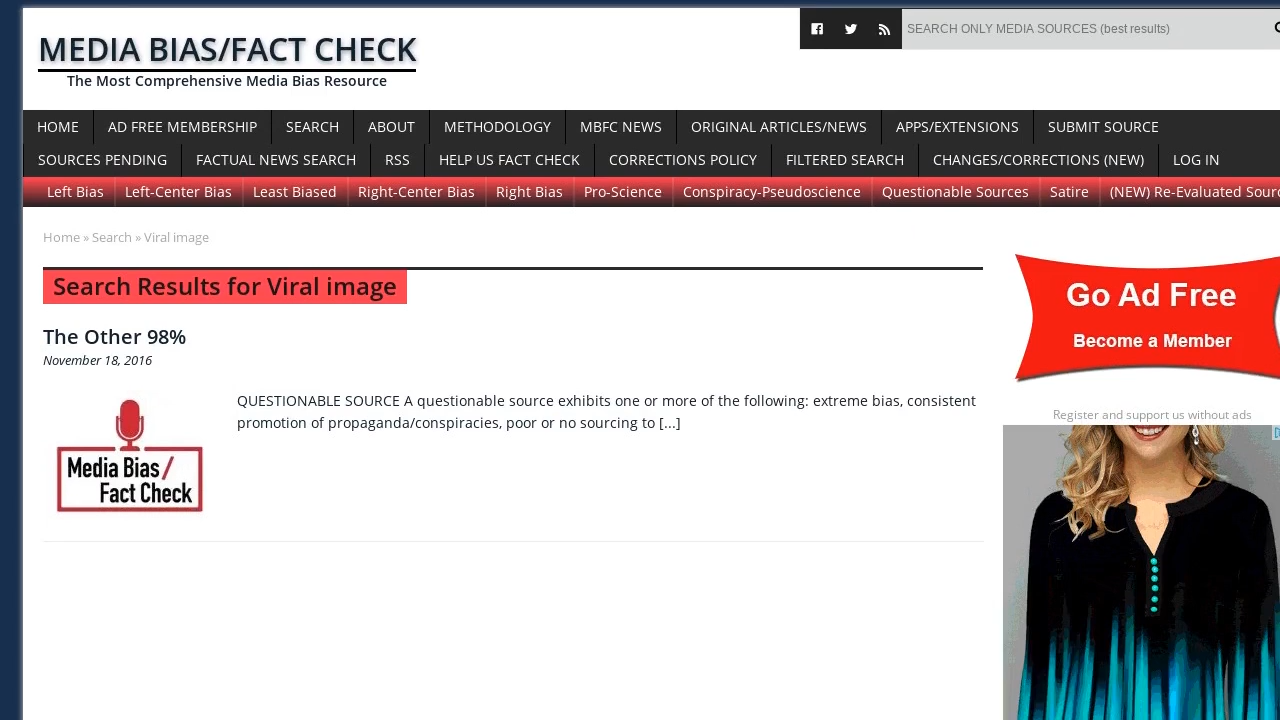 MEDIA BIAS/FACT CHECK
The Most Comprehensive Media Bias Resource
SEARCH ONLY MEDIA SOURCES (best results)
HOME AD FREE MEMBERSHIP SEARCH ABOUT METHODOLOGY MBFC NEWS ORIGINAL ARTICLES/NEWS APPS/EXTENSIONS SUBMIT SOURCE
SOURCES PENDING FACTUAL NEWS SEARCH RSS HELP US FACT CHECK CORRECTIONS POLICY FILTERED SEARCH CHANGES/CORRECTIONS (NEW) LOG IN
Left Bias Left-Center Bias Least Biased Right-Center Bias Right Bias Pro-Science Conspiracy-Pseudoscience Questionable Sources Satire (NEW) Re-Evaluated Sourc
Home » Search » Viral image
Search Results for Viral image
The Other 98%
November 18, 2016
QUESTIONABLE SOURCE A questionable source exhibits one or more of the following: extreme bias, consistent
promotion of propaganda/conspiracies, poor or no sourcing to [...]
Media Bias/
Fact Check
Go Ad Free
Become a Member
Register and support us without ads